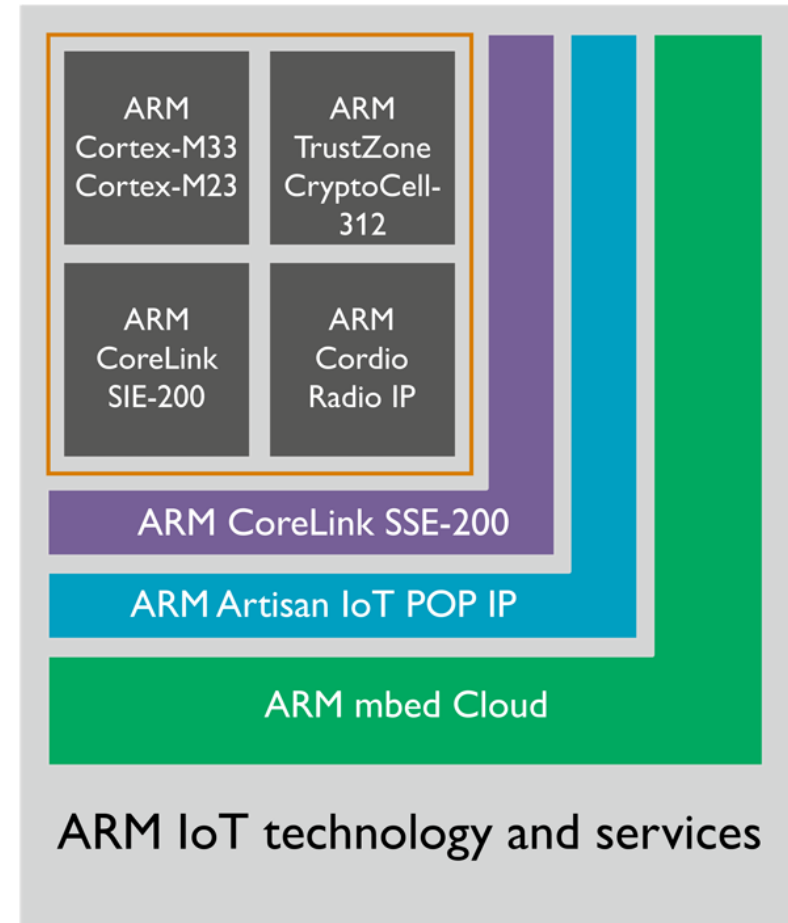 ARM
Cortex-M33
Cortex-M23
ARM
TrustZone
CryptoCell-
312
ARM
CoreLink
SIE-200
ARM
Cordio
Radio IP
ARM CoreLink SSE-200
ARM Artisan IoT POP IP
ARM mbed Cloud
ARM IoT technology and services